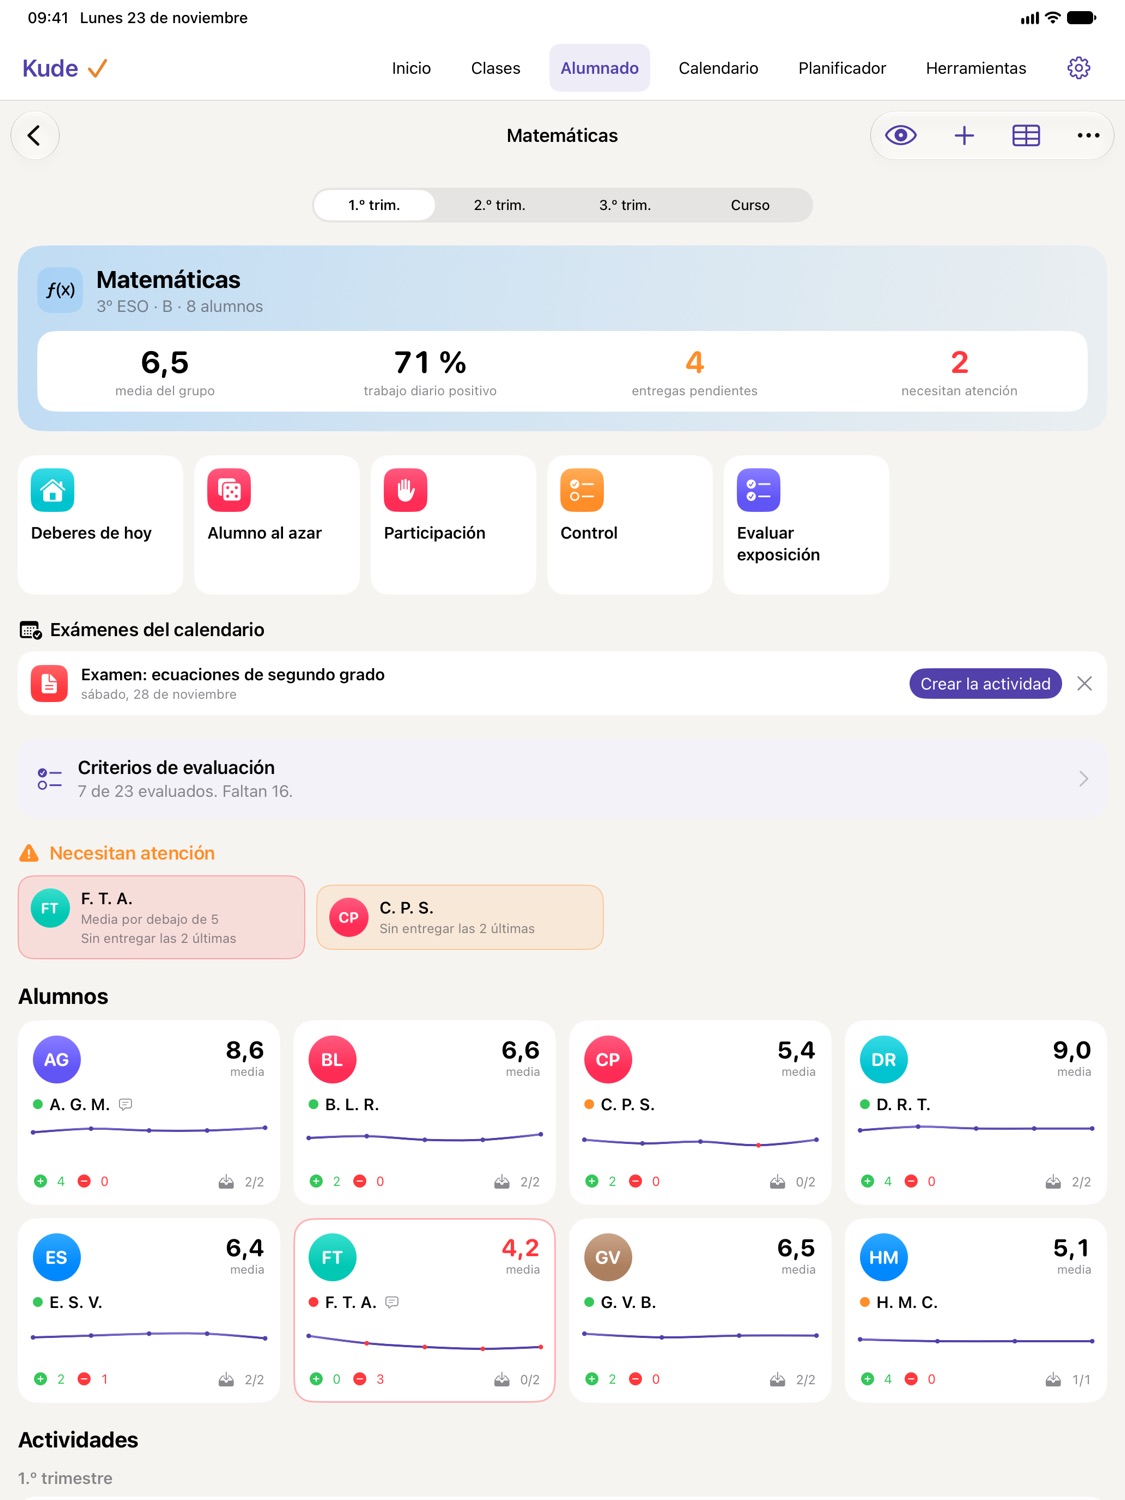 09:41 Lunes 23 de noviembre
Kude
Inicio
Clases
Alumnado
Calendario
Planificador
Herramientas
Matemáticas
1.º trim.
2.º trim.
3.º trim.
Curso
f(x)
Matemáticas
3º ESO · B · 8 alumnos
6,5
media del grupo
71 %
trabajo diario positivo
4
entregas pendientes
2
necesitan atención
Deberes de hoy
Alumno al azar
Participación
Control
Evaluar
exposición
Exámenes del calendario
Examen: ecuaciones de segundo grado
sábado, 28 de noviembre
Crear la actividad
Criterios de evaluación
7 de 23 evaluados. Faltan 16.
Necesitan atención
FT
F. T. A.
Media por debajo de 5
Sin entregar las 2 últimas
CP
C. P. S.
Sin entregar las 2 últimas
Alumnos
AG
8,6
media
A. G. M.
4 0 2/2
BL
6,6
media
B. L. R.
2 0 2/2
CP
5,4
media
C. P. S.
2 0 0/2
DR
9,0
media
D. R. T.
4 0 2/2
ES
6,4
media
E. S. V.
2 1 2/2
FT
4,2
media
F. T. A.
0 3 0/2
GV
6,5
media
G. V. B.
2 0 2/2
HM
5,1
media
H. M. C.
4 0 1/1
Actividades
1.º trimestre